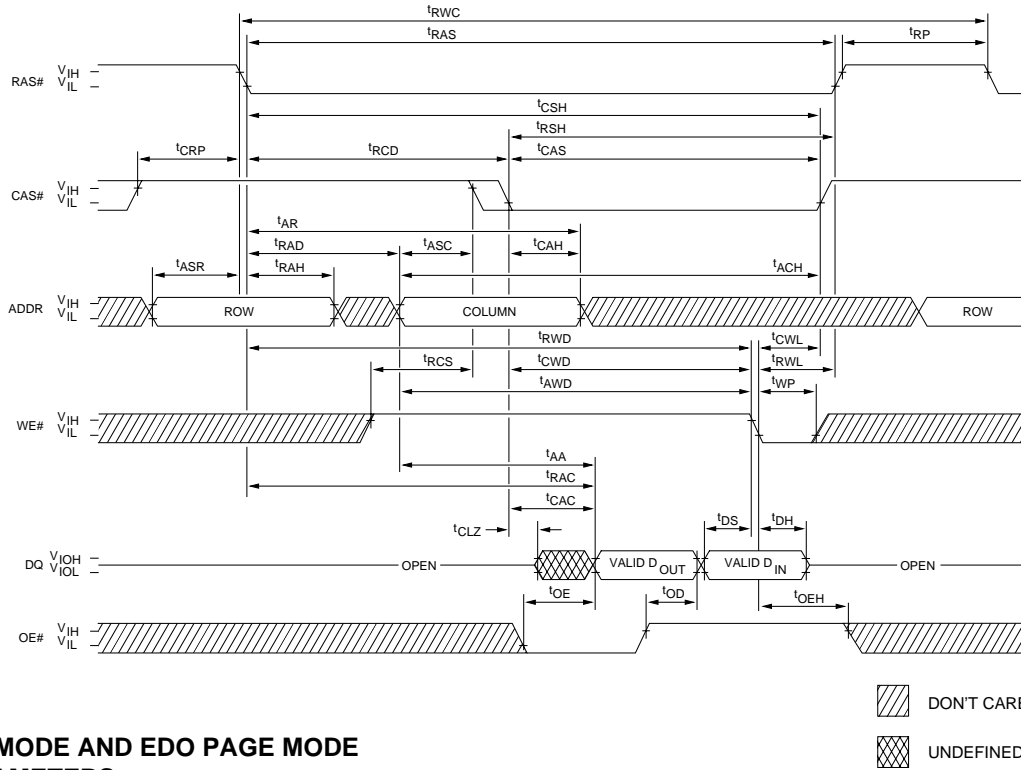 tRWC
tRAS
tRP
RAS# VIH
VIL
tCSH
tRSH
tCRP
tRCD
tCAS
CAS# VIH
VIL
tAR
tRAD
tASC
tCAH
tASR
tRAH
tACH
ADDR VIH
VIL
ROW
COLUMN
ROW
tRWD
tCWL
tRCS
tCWD
tRWL
tAWD
tWP
WE# VIH
VIL
tAA
tRAC
tCAC
tCLZ
tDS
tDH
DQ VIOH
VIOL
OPEN
VALID DOUT
VALID DIN
OPEN
tOE
tOD
tOEH
OE# VIH
VIL
DON'T CARE
UNDEFINED
MODE AND EDO PAGE MODE